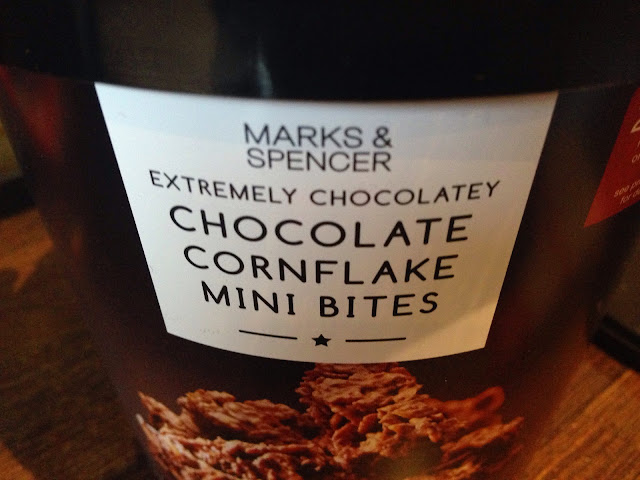 MARKS &
SPENCER
EXTREMELY CHOCOLATEY
CHOCOLATE
CORNFLAKE
MINI BITES